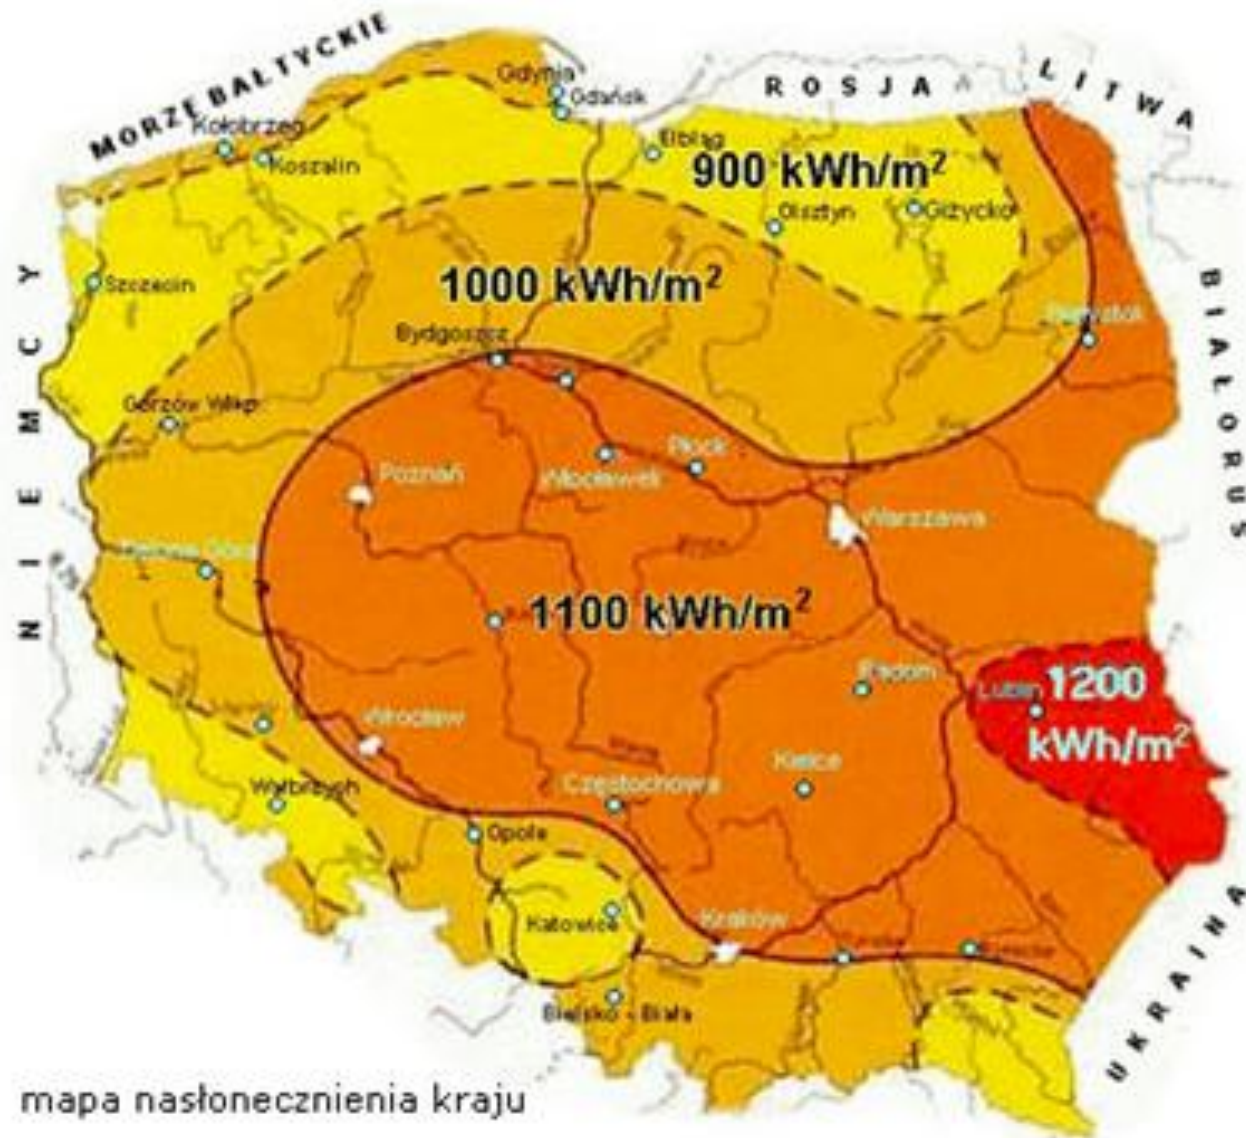 MORZE BAŁTYCKIE
ROSJA
LITWA
Gdynia
Gdańsk
Kołobrzeg
Koszalin
Elbląg
900 kWh/m²
Olsztyn
Giżycko
Szczecin
1000 kWh/m²
NIEMCY
BIAŁORUS
Bydgoszcz
Białystok
Gorzów Wlkp
Płock
Poznań
Włocławek
Warszawa
1100 kWh/m²
Radom
Lublin
1200
kWh/m²
Wrocław
Kielce
Częstochowa
Wałbrzych
Opole
Katowice
Kraków
Bielsko - Biała
UKRAINA
mapa nasłonecznienia kraju